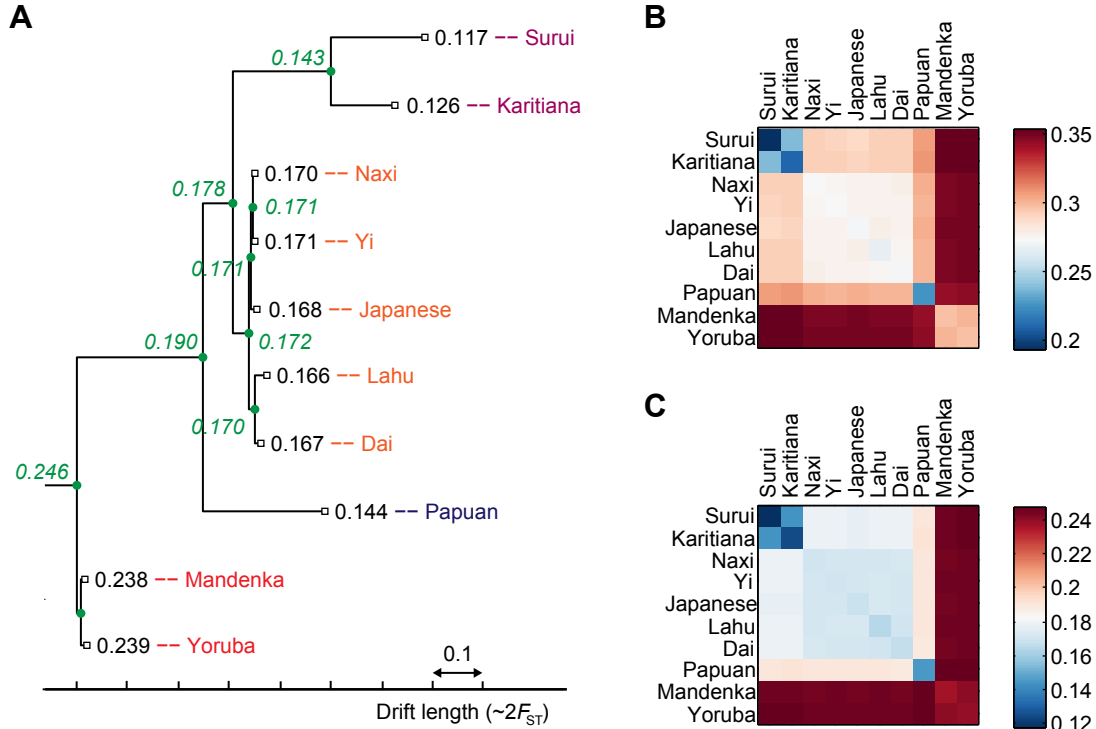 A
0.117 -- Surui
0.143
0.126 -- Karitiana
0.170 -- Naxi
0.178
0.171
0.171 -- Yi
0.171
0.168 -- Japanese
0.190
0.172
0.166 -- Lahu
0.170
0.167 -- Dai
0.246
0.144 -- Papuan
0.238 -- Mandenka
0.239 -- Yoruba
0.1
Drift length (~2FST)
B
Surui
Karitiana
Naxi
Yi
Japanese
Lahu
Dai
Papuan
Mandenka
Yoruba
Surui
Karitiana
Naxi
Yi
Japanese
Lahu
Dai
Papuan
Mandenka
Yoruba
0.35
0.3
0.25
0.2
C
Surui
Karitiana
Naxi
Yi
Japanese
Lahu
Dai
Papuan
Mandenka
Yoruba
Surui
Karitiana
Naxi
Yi
Japanese
Lahu
Dai
Papuan
Mandenka
Yoruba
0.24
0.22
0.2
0.18
0.16
0.14
0.12